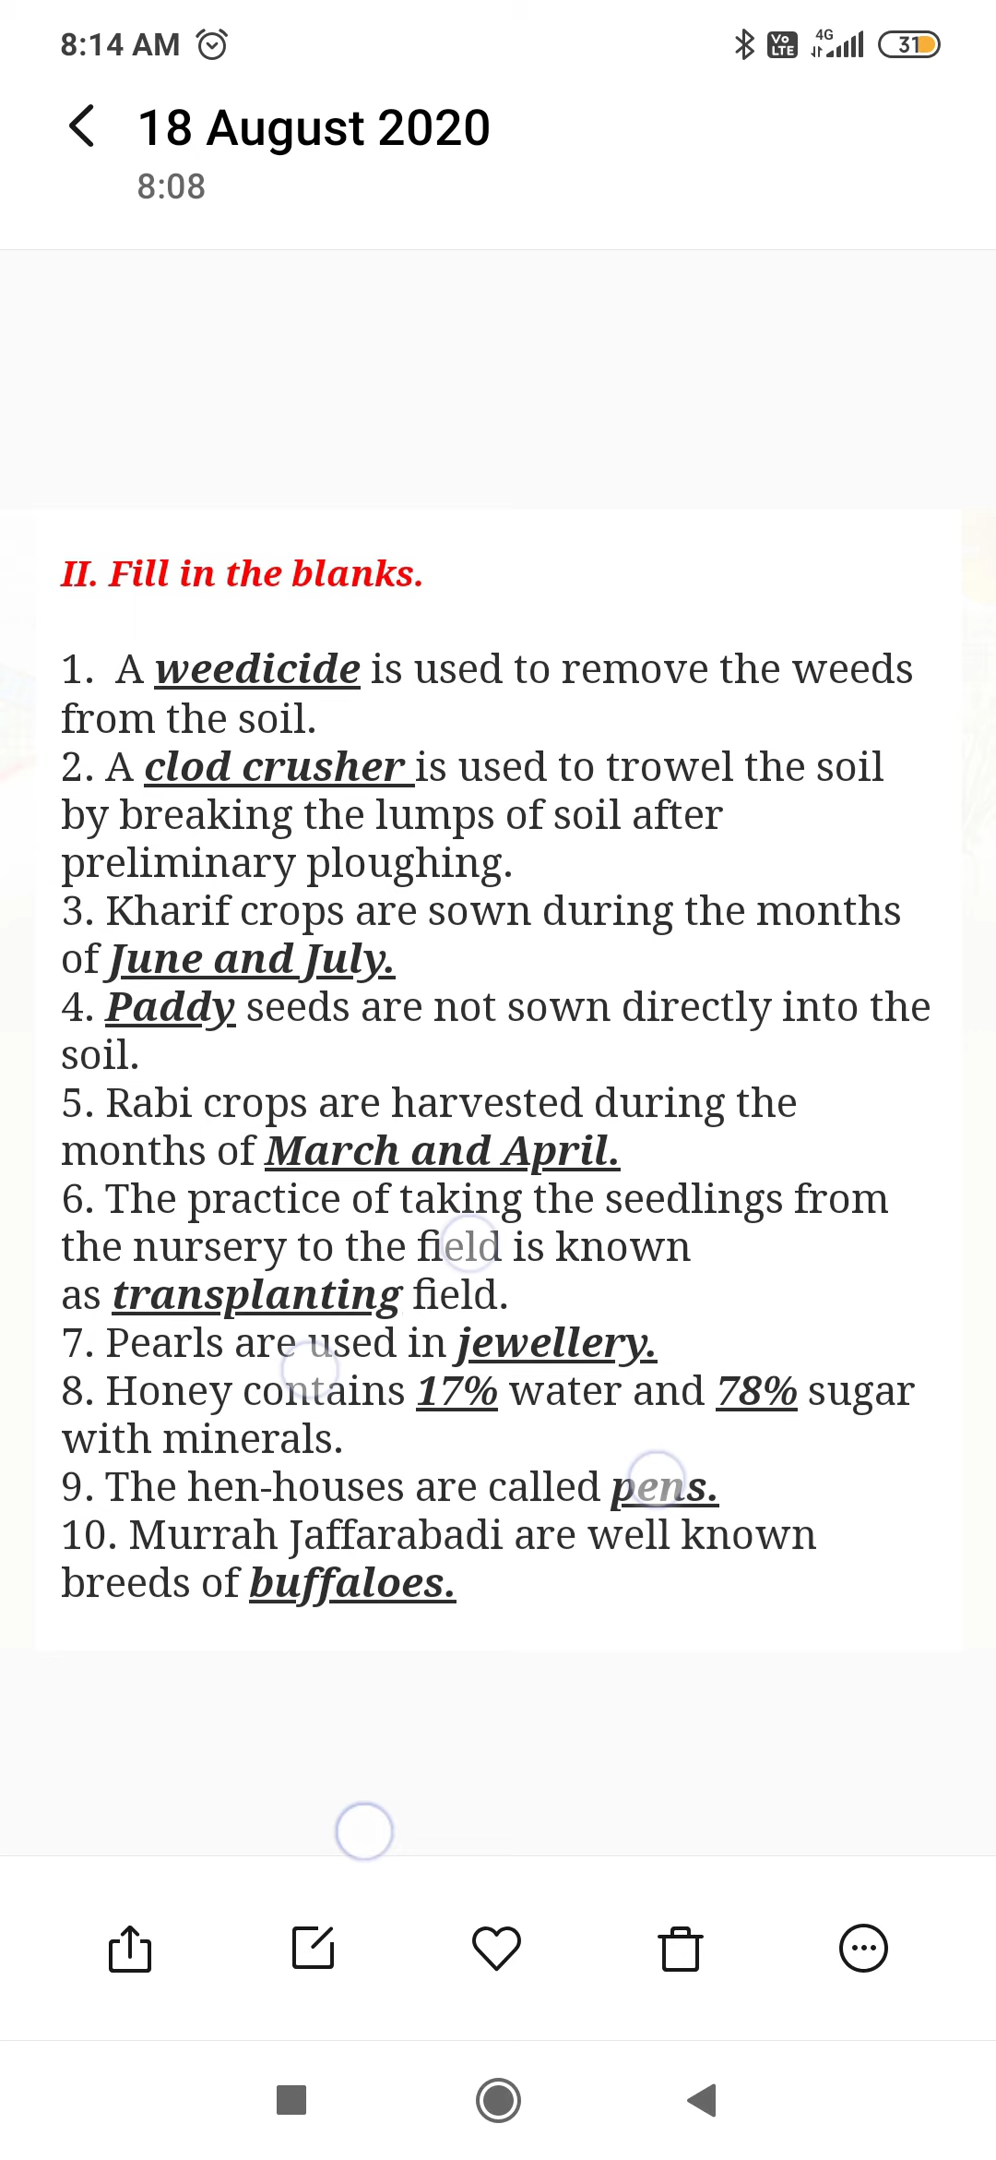 8:14 AM
Vo LTE 4G 31
18 August 2020
8:08
II. Fill in the blanks.
1. A weedicide is used to remove the weeds
from the soil.
2. A clod crusher is used to trowel the soil
by breaking the lumps of soil after
preliminary ploughing.
3. Kharif crops are sown during the months
of June and July.
4. Paddy seeds are not sown directly into the
soil.
5. Rabi crops are harvested during the
months of March and April.
6. The practice of taking the seedlings from
the nursery to the field is known
as transplanting field.
7. Pearls are used in jewellery.
8. Honey contains 17% water and 78% sugar
with minerals.
9. The hen-houses are called pens.
10. Murrah Jaffarabadi are well known
breeds of buffaloes.